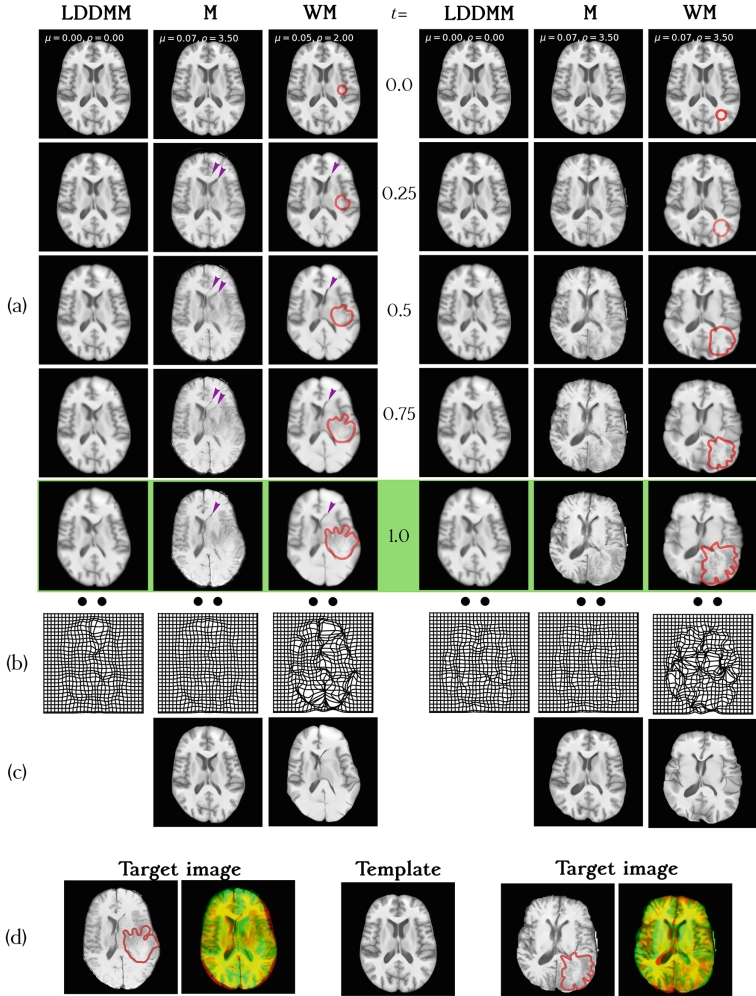 LDDMM M WM t= LDDMM M WM
μ = 0.00, ρ = 0.00 μ = 0.07, ρ = 3.50 μ = 0.05, ρ = 2.00 μ = 0.00, ρ = 0.00 μ = 0.07, ρ = 3.50 μ = 0.07, ρ = 3.50
0.0
0.25
(a) 0.5
0.75
1.0
(b)
(c)
Target image Template Target image
(d)